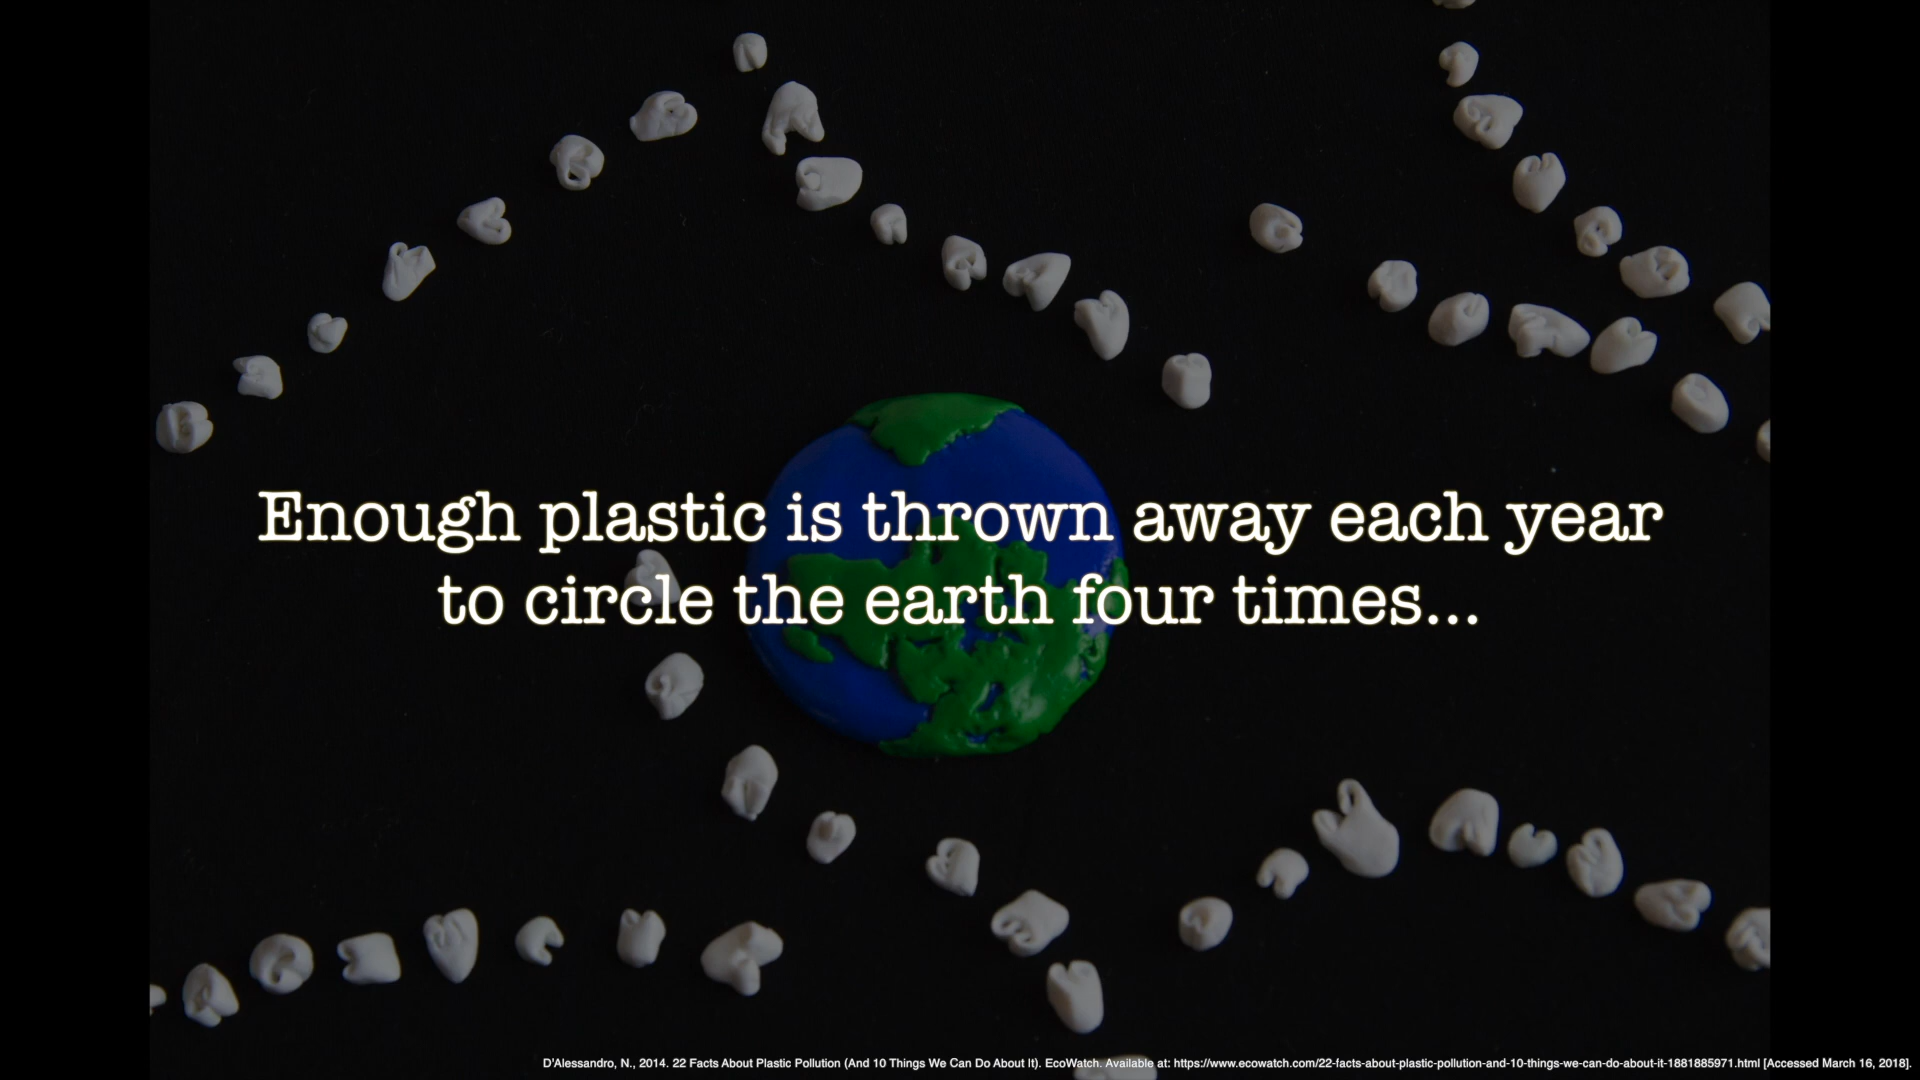 Enough plastic is thrown away each year
to circle the earth four times...
D'Alessandro, N., 2014. 22 Facts About Plastic Pollution (And 10 Things We Can Do About It). EcoWatch. Available at: https://www.ecowatch.com/22-facts-about-plastic-pollution-and-10-things-we-can-do-about-it-1881885971.html [Accessed March 16, 2018].